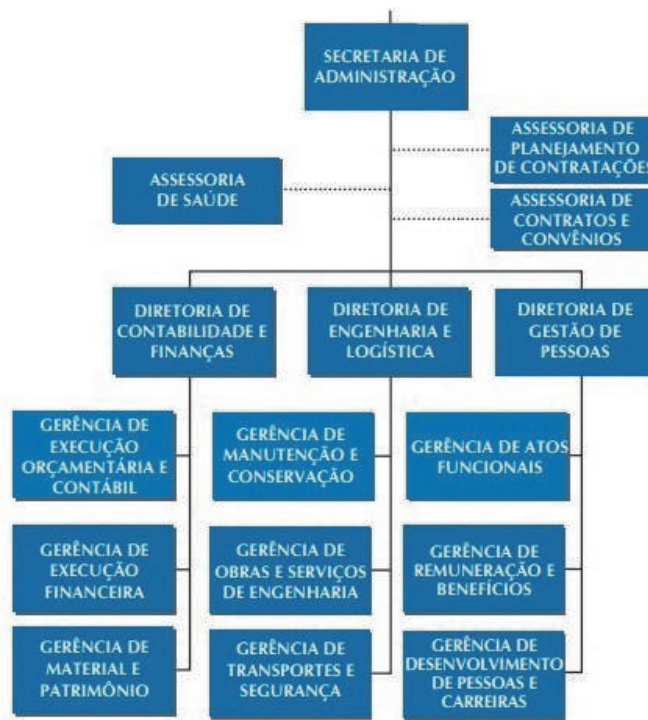 SECRETARIA DE
ADMINISTRAÇÃO
ASSESSORIA DE
PLANEJAMENTO
DE CONTRATAÇÕES
ASSESSORIA
DE SAÚDE
ASSESSORIA DE
CONTRATOS E
CONVÊNIOS
DIRETORIA DE
CONTABILIDADE E
FINANÇAS
DIRETORIA DE
ENGENHARIA E
LOGÍSTICA
DIRETORIA DE
GESTÃO DE
PESSOAS
GERÊNCIA DE
EXECUÇÃO
ORÇAMENTÁRIA E
CONTÁBIL
GERÊNCIA DE
MANUTENÇÃO E
CONSERVAÇÃO
GERÊNCIA DE ATOS
FUNCIONAIS
GERÊNCIA DE
EXECUÇÃO
FINANCEIRA
GERÊNCIA DE
OBRAS E SERVIÇOS
DE ENGENHARIA
GERÊNCIA DE
REMUNERAÇÃO E
BENEFÍCIOS
GERÊNCIA DE
MATERIAL E
PATRIMÔNIO
GERÊNCIA DE
TRANSPORTES E
SEGURANÇA
GERÊNCIA DE
DESENVOLVIMENTO
DE PESSOAS E
CARREIRAS